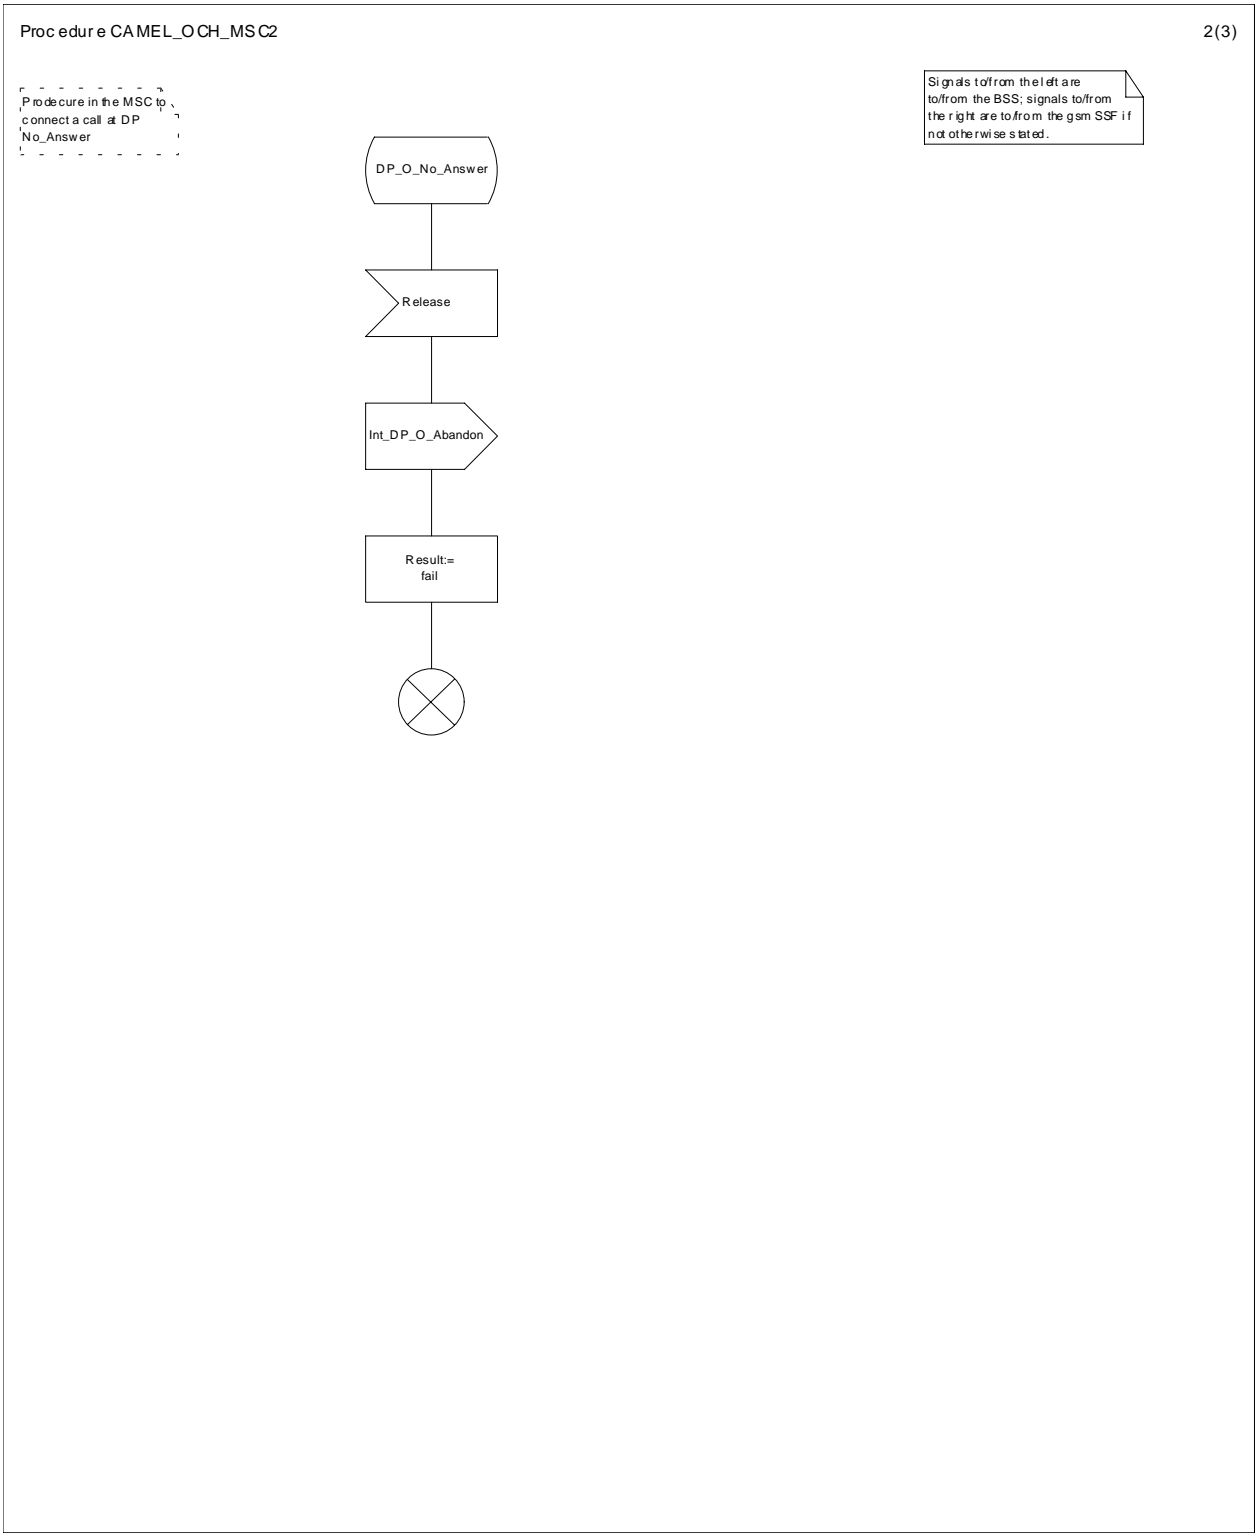 Procedure CAMEL_OCH_MSC2
2(3)
Prodecure in the MSC to
connect a call at DP
No_Answer
Signals to/from the left are
to/from the BSS; signals to/from
the right are to/from the gsm SSF if
not otherwise stated.
DP_O_No_Answer
Release
Int_DP_O_Abandon
Result:=
fail